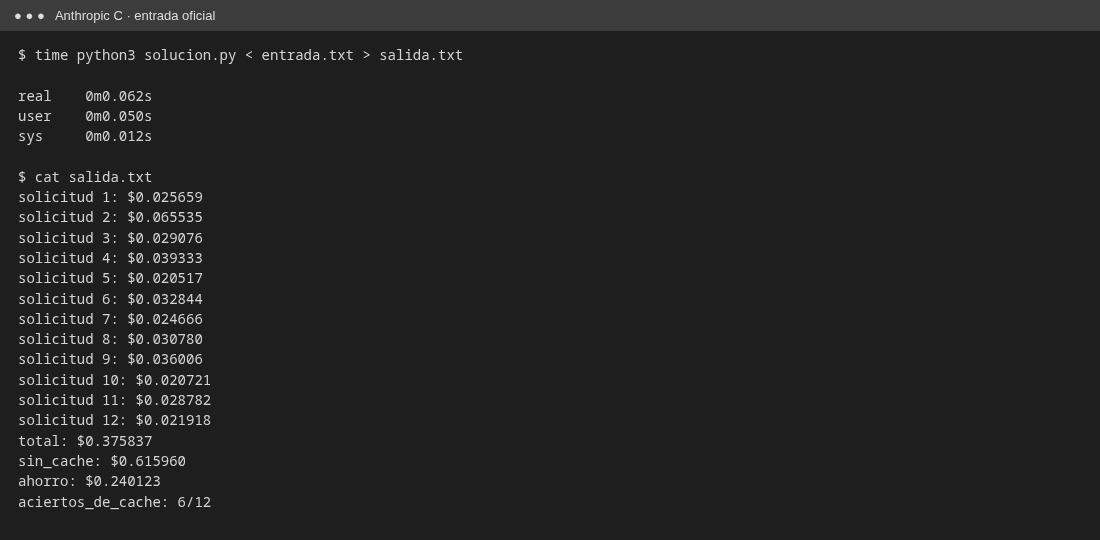 ●●● Anthropic C · entrada oficial
$ time python3 solucion.py < entrada.txt > salida.txt
real    0m0.062s
user    0m0.050s
sys     0m0.012s
$ cat salida.txt
solicitud 1: $0.025659
solicitud 2: $0.065535
solicitud 3: $0.029076
solicitud 4: $0.039333
solicitud 5: $0.020517
solicitud 6: $0.032844
solicitud 7: $0.024666
solicitud 8: $0.030780
solicitud 9: $0.036006
solicitud 10: $0.020721
solicitud 11: $0.028782
solicitud 12: $0.021918
total: $0.375837
sin_cache: $0.615960
ahorro: $0.240123
aciertos_de_cache: 6/12